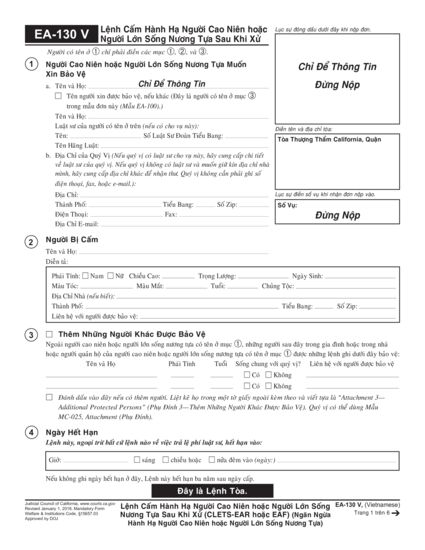 EA-130 V
Lệnh Cấm Hành Hạ Người Cao Niên hoặc
Người Lớn Sống Nương Tựa Sau Khi Xử
Lục sự đóng dấu dưới đây khi nộp đơn.
Người có tên ở ① chỉ phải điền các mục ①, ②, và ③.
1
Người Cao Niên hoặc Người Lớn Sống Nương Tựa Muốn
Xin Bảo Vệ
a. Tên và Họ: Chỉ Để Thông Tin
Tên người xin được bảo vệ, nếu khác (Đây là người có tên ở mục ③
trong mẫu đơn này (Mẫu EA-100).)
Tên và Họ:
Luật sư của người có tên ở trên (nếu có cho vụ này):
Tên: Số Luật Sư Đoàn Tiểu Bang:
Tên Hãng Luật:
b. Địa Chỉ của Quý Vị (Nếu quý vị có luật sư cho vụ này, hãy cung cấp chi tiết
về luật sư của quý vị. Nếu quý vị không có luật sư và muốn giữ kín địa chỉ nhà
mình, hãy cung cấp địa chỉ khác để nhận thư. Quý vị không cần phải ghi số
điện thoại, fax, hoặc e-mail.):
Địa Chỉ:
Thành Phố: Tiểu Bang: Số Zip:
Điện Thoại: Fax:
Địa Chỉ E-mail:
Chỉ Để Thông Tin
Đừng Nộp
Điền tên và địa chỉ tòa:
Tòa Thượng Thẩm California, Quận
Lục sự điền số vụ khi nhận đơn nộp vào.
Số Vụ:
Đừng Nộp
2
Người Bị Cấm
Tên và Họ:
Diễn tả:
Phái Tính: Nam Nữ Chiều Cao: Trọng Lượng: Ngày Sinh:
Màu Tóc: Màu Mắt: Tuổi: Chủng Tộc:
Địa Chỉ Nhà (nếu biết):
Thành Phố: Tiểu Bang: Số Zip:
Liên hệ với người được bảo vệ:
3
Thêm Những Người Khác Được Bảo Vệ
Ngoài người cao niên hoặc người lớn sống nương tựa có tên ở mục ①, những người sau đây trong gia đình hoặc trong nhà
hoặc người quản hộ của người cao niên hoặc người lớn sống nương tựa có tên ở mục ① được những lệnh ghi dưới đây bảo vệ:
Tên và Họ Phái Tính Tuổi Sống chung với quý vị? Liên hệ với người được bảo vệ
Có Không
Có Không
Đánh dấu vào đây nếu có thêm người. Liệt kê họ trong một tờ giấy ngoài kèm theo và viết tựa là "Attachment 3—
Additional Protected Persons" (Phụ Đính 3—Thêm Những Người Khác Được Bảo Vệ). Quý vị có thể dùng Mẫu
MC-025, Attachment (Phụ Đính).
4
Ngày Hết Hạn
Lệnh này, ngoại trừ bất cứ lệnh nào về việc trả lệ phí luật sư, hết hạn vào:
Giờ: sáng chiều hoặc nửa đêm vào (ngày:)
Nếu không ghi ngày hết hạn ở đây, Lệnh này hết hạn ba năm sau ngày cấp.
Đây là Lệnh Tòa.
Judicial Council of California, www.courts.ca.gov
Revised January 1, 2016, Mandatory Form
Welfare & Institutions Code, §15657.03
Approved by DOJ
Lệnh Cấm Hành Hạ Người Cao Niên hoặc Người Lớn Sống
Nương Tựa Sau Khi Xử (CLETS-EAR hoặc EAF) (Ngăn Ngừa
Hành Hạ Người Cao Niên hoặc Người Lớn Sống Nương Tựa)
EA-130 V, (Vietnamese)
Trang 1 trên 6